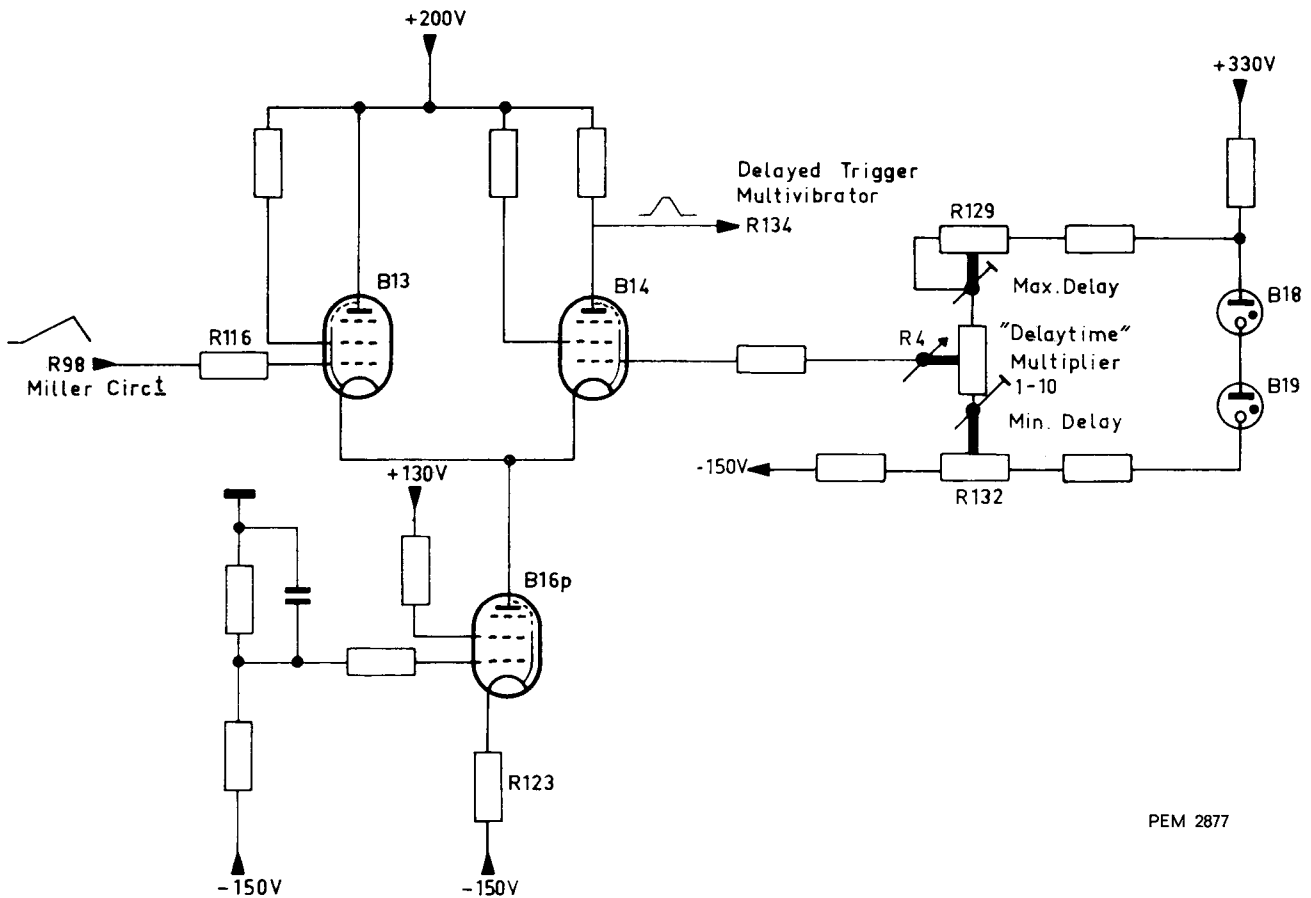 +200V
+330V
Delayed Trigger
Multivibrator
R134
R129
B13
B14
Max. Delay
B18
R116
R98
Miller Circt
R4
"Delaytime"
Multiplier
1-10
B19
Min. Delay
+130V
-150V
R132
B16p
R123
PEM 2877
-150V
-150V